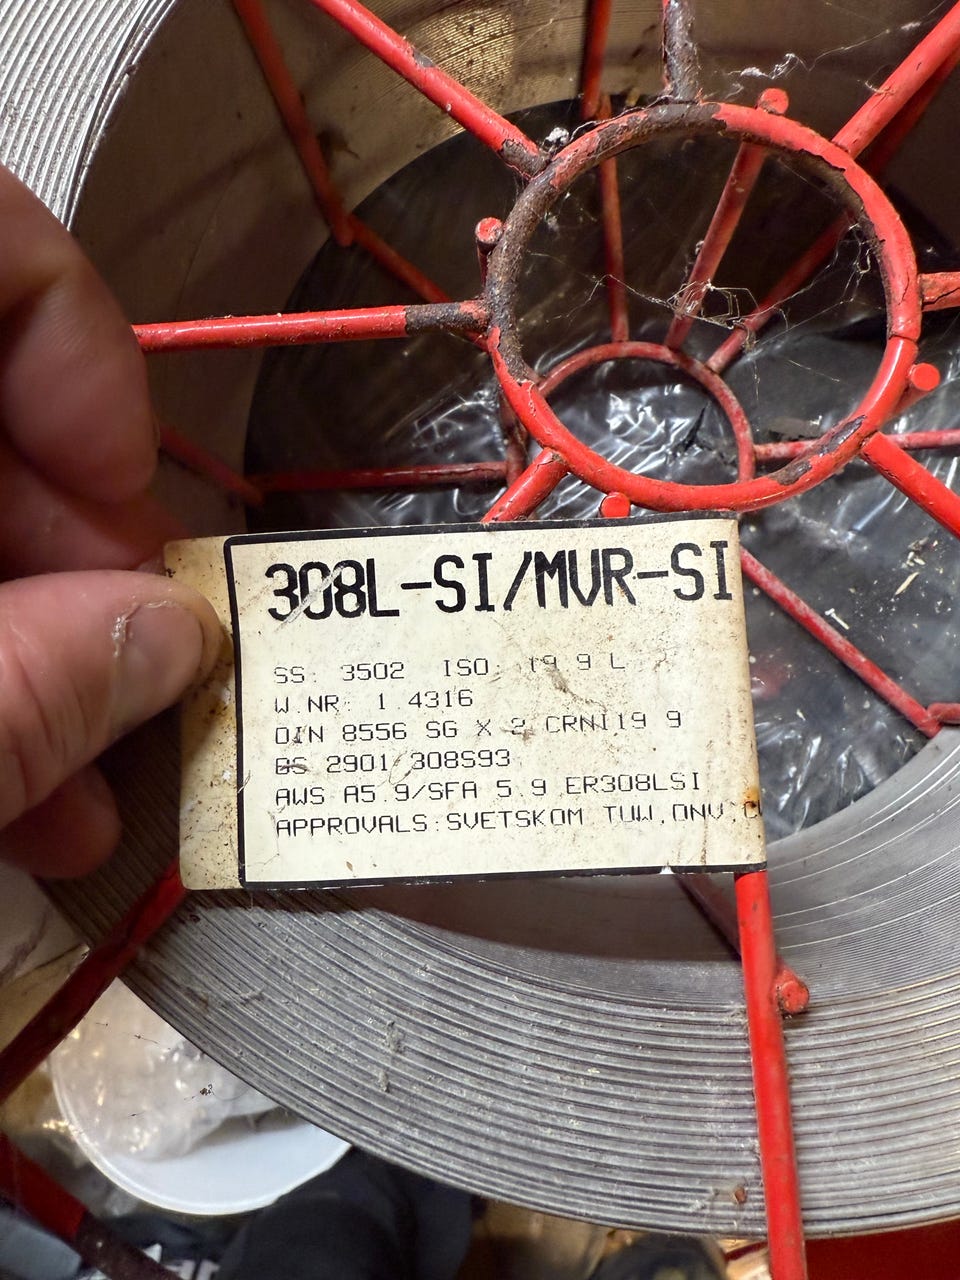 308L-SI/MVR-SI
SS: 3502 ISO: 19 9 L
W.NR: 1.4316
DIN 8556 SG X 2 CRNI19 9
BS 2901 308S93
AWS A5.9/SFA 5.9 ER308LSI
APPROVALS:SVETSKOM TUW,DNV,